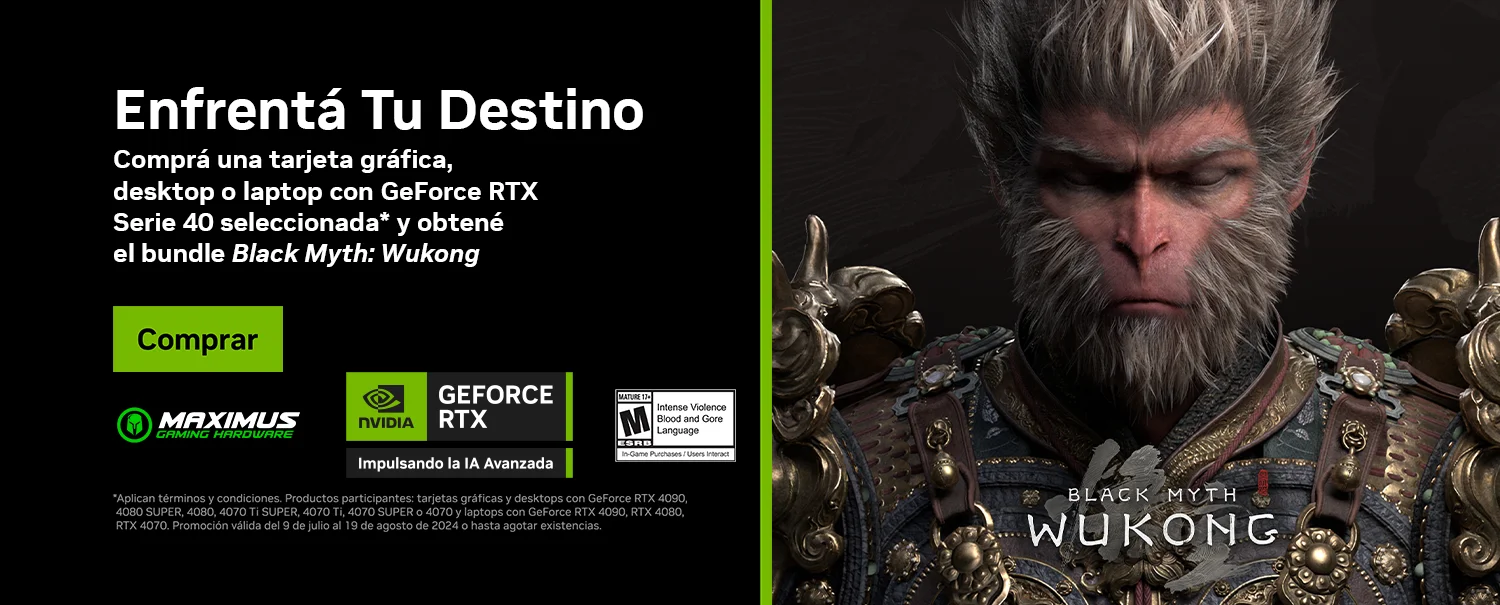 Enfrentá Tu Destino
Comprá una tarjeta gráfica,
desktop o laptop con GeForce RTX
Serie 40 seleccionada* y obtené
el bundle Black Myth: Wukong
Comprar
MAXIMUS
GAMING HARDWARE
NVIDIA
GEFORCE
RTX
Impulsando la IA Avanzada
MATURE 17+
M
ESRB
Intense Violence
Blood and Gore
Language
In-Game Purchases / Users Interact
*Aplican términos y condiciones. Productos participantes: tarjetas gráficas y desktops con GeForce RTX 4090,
4080 SUPER, 4080, 4070 Ti SUPER, 4070 Ti, 4070 SUPER o 4070 y laptops con GeForce RTX 4090, RTX 4080,
RTX 4070. Promoción válida del 9 de julio al 19 de agosto de 2024 o hasta agotar existencias.
BLACK MYTH
WUKONG